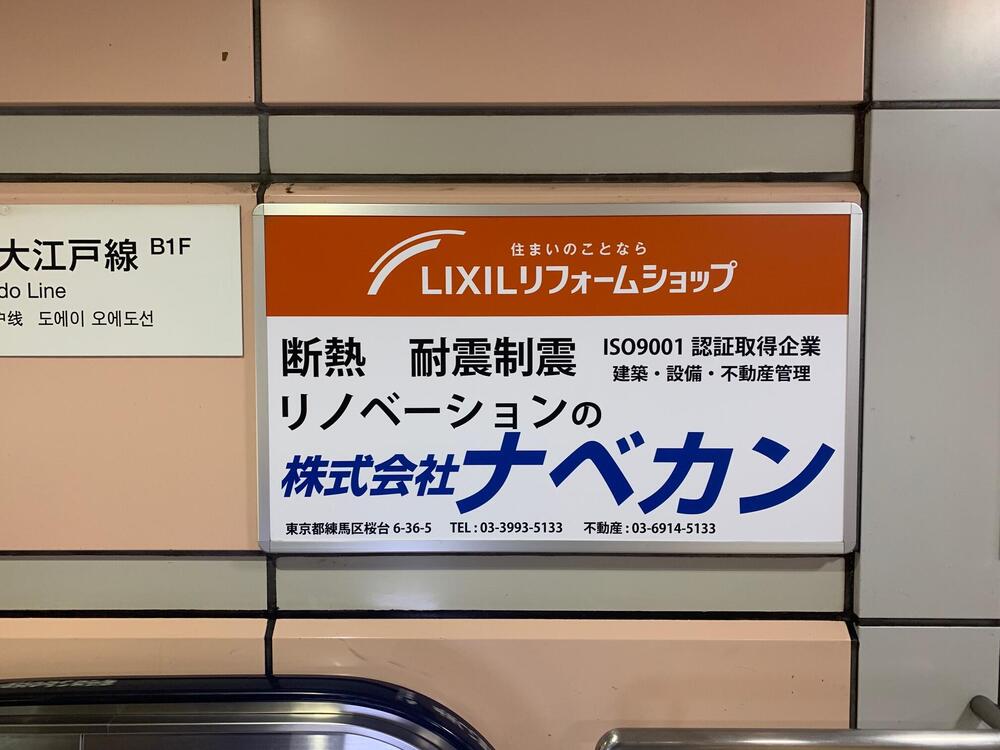 大江戸線 B1F
do Line
中线 도에이 오에도선
住まいのことなら
LIXILリフォームショップ
断熱 耐震制震
ISO9001 認証取得企業
建築・設備・不動産管理
リノベーションの
株式会社ナベカン
東京都練馬区桜台 6-36-5 TEL : 03-3993-5133 不動産 : 03-6914-5133